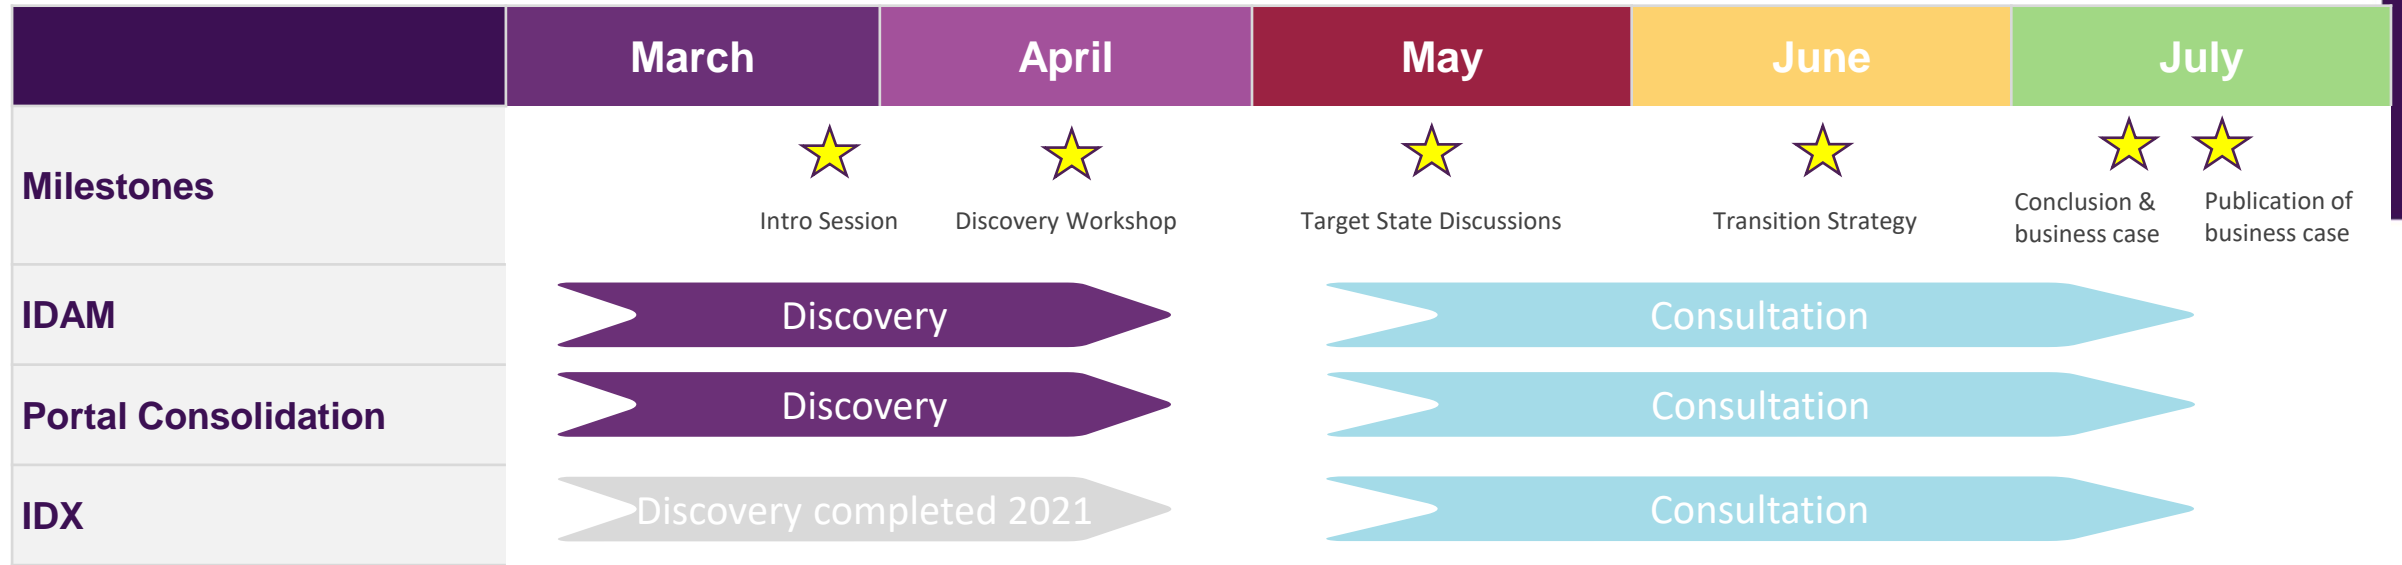 March April May June July
Milestones
Intro Session Discovery Workshop Target State Discussions Transition Strategy
Conclusion &
business case
Publication of
business case
IDAM Discovery Consultation
Portal Consolidation Discovery Consultation
IDX Discovery completed 2021 Consultation